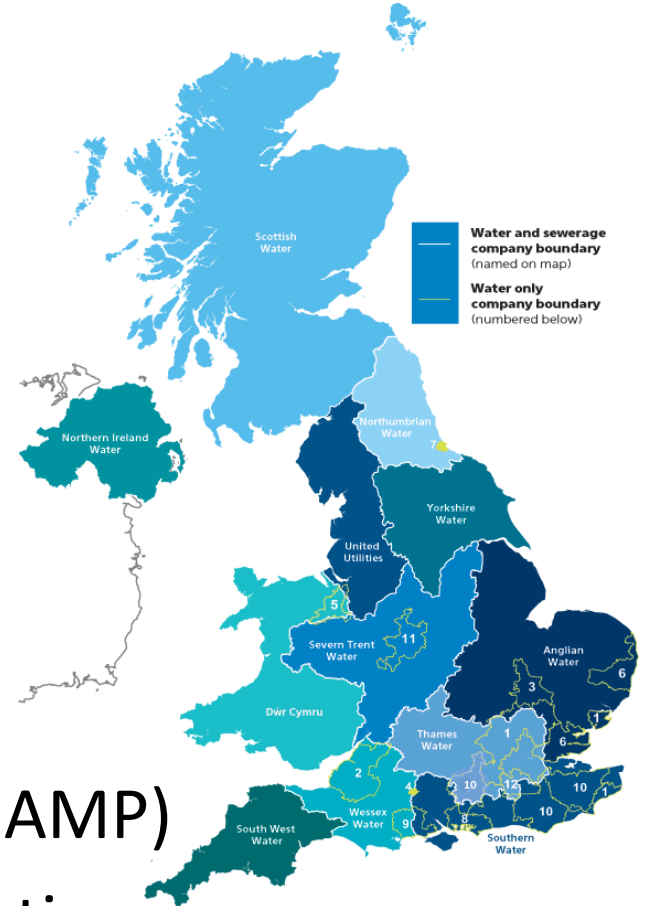 Scottish
Water
Water and sewerage
company boundary
(named on map)
Water only
company boundary
(numbered below)
Northern Ireland
Water
Northumbrian
Water
7
Yorkshire
Water
United
Utilities
5
11
Severn Trent
Water
Anglian
Water
6
3
1
Dŵr Cymru
Thames
Water
1
6
2
10
12
4
10
1
10
8
9
Wessex
Water
South West
Water
Southern
Water
AMP)